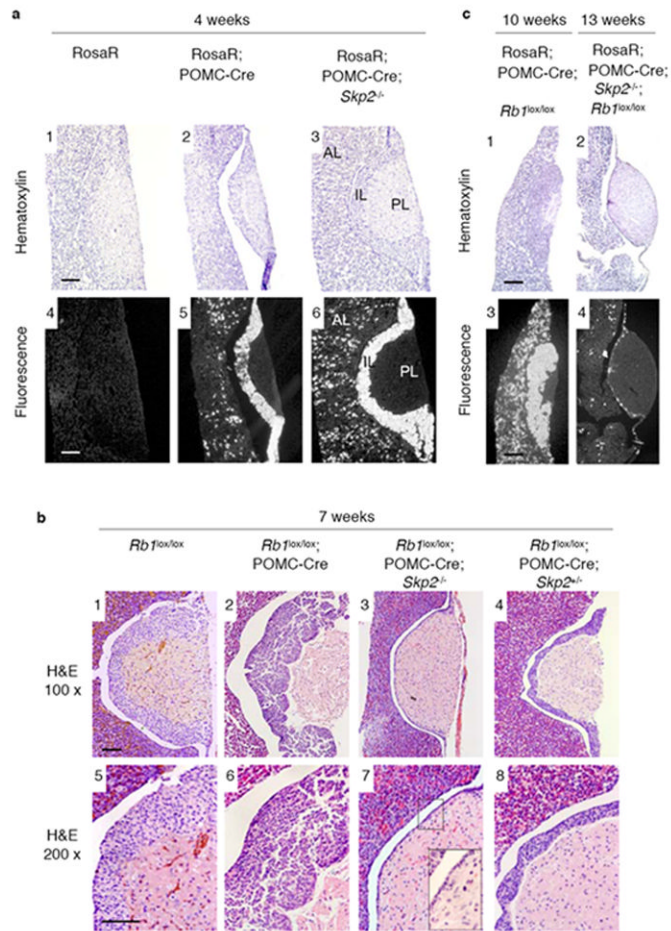 a
4 weeks
RosaR
RosaR;
POMC-Cre
RosaR;
POMC-Cre;
Skp2-/-
Hematoxylin
1
2
3
AL
IL
PL
Fluorescence
4
5
6
AL
IL
PL
c
10 weeks
13 weeks
RosaR;
POMC-Cre;
Rb1lox/lox
RosaR;
POMC-Cre;
Skp2-/-;
Rb1lox/lox
Hematoxylin
1
2
Fluorescence
3
4
b
7 weeks
Rb1lox/lox
Rb1lox/lox;
POMC-Cre
Rb1lox/lox;
POMC-Cre;
Skp2-/-
Rb1lox/lox;
POMC-Cre;
Skp2+/-
H&E
100 x
1
2
3
4
H&E
200 x
5
6
7
8